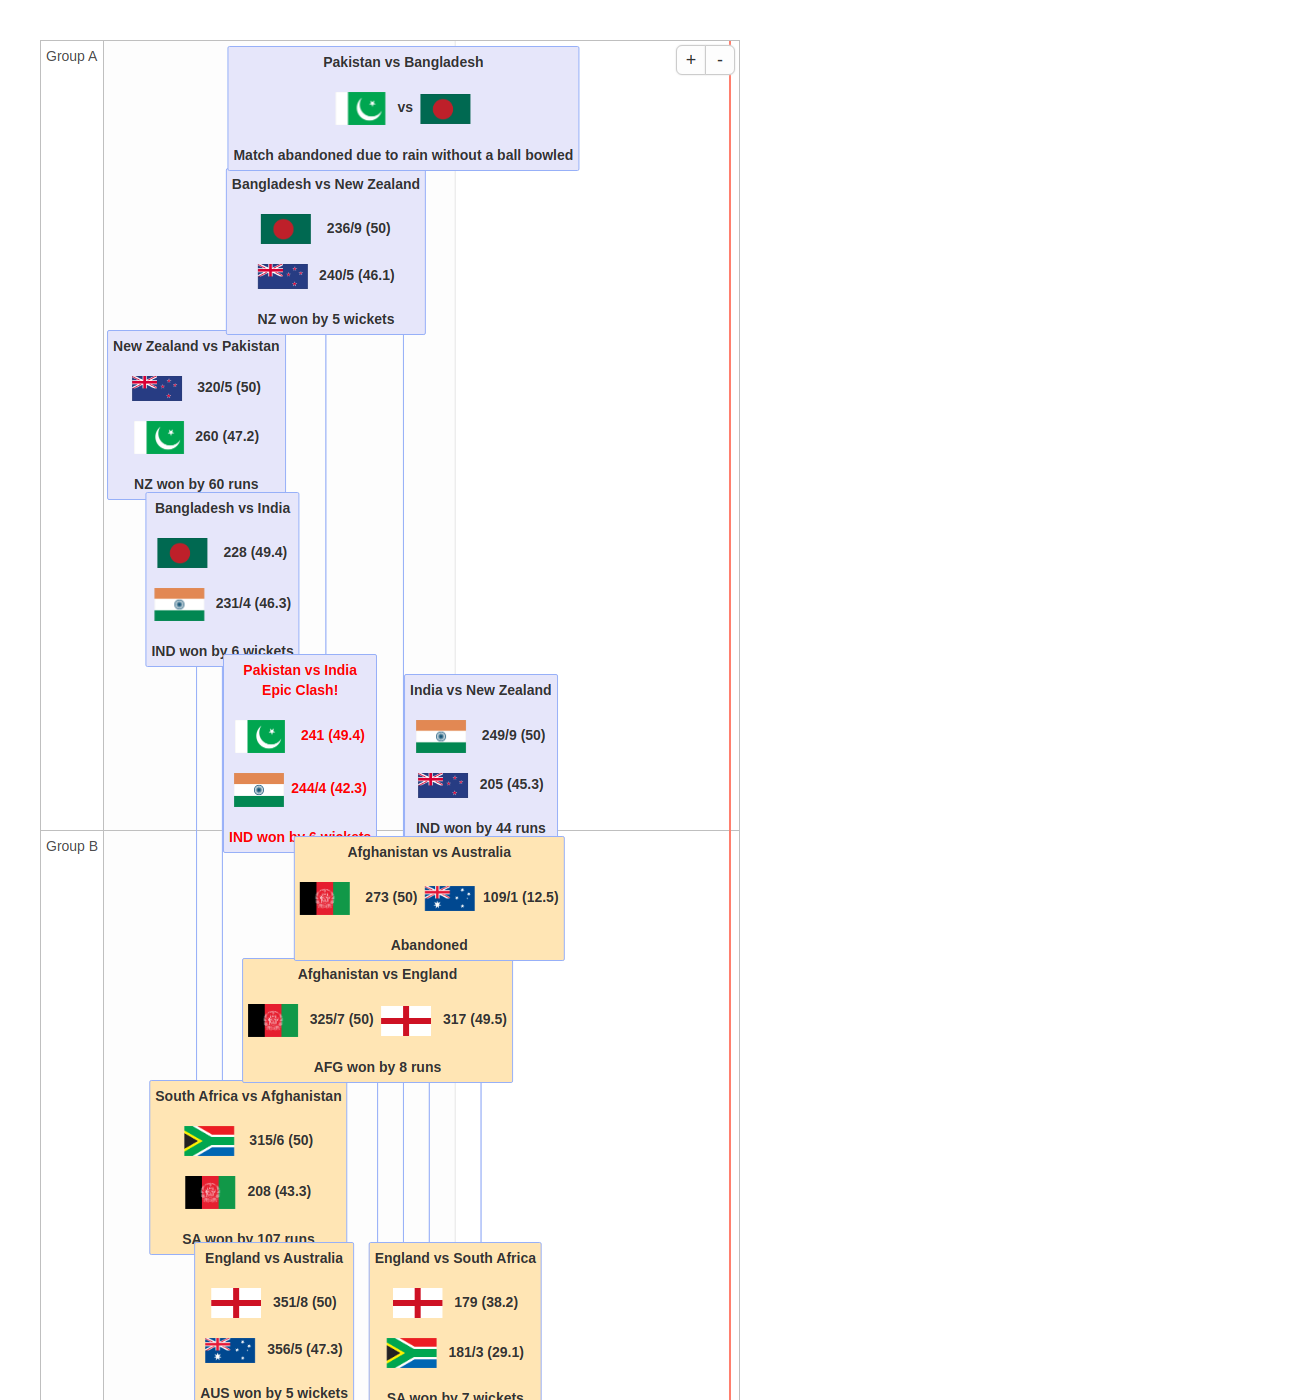 Group A
+ -
Pakistan vs Bangladesh
vs
Match abandoned due to rain without a ball bowled
Bangladesh vs New Zealand
236/9 (50)
240/5 (46.1)
NZ won by 5 wickets
New Zealand vs Pakistan
320/5 (50)
260 (47.2)
NZ won by 60 runs
Bangladesh vs India
228 (49.4)
231/4 (46.3)
IND won by 6 wickets
Pakistan vs India
Epic Clash!
241 (49.4)
244/4 (42.3)
IND won by 6 wickets
India vs New Zealand
249/9 (50)
205 (45.3)
IND won by 44 runs
Group B
Afghanistan vs Australia
273 (50) 109/1 (12.5)
Abandoned
Afghanistan vs England
325/7 (50) 317 (49.5)
AFG won by 8 runs
South Africa vs Afghanistan
315/6 (50)
208 (43.3)
SA won by 107 runs
England vs Australia
351/8 (50)
356/5 (47.3)
AUS won by 5 wickets
England vs South Africa
179 (38.2)
181/3 (29.1)
SA won by 7 wickets